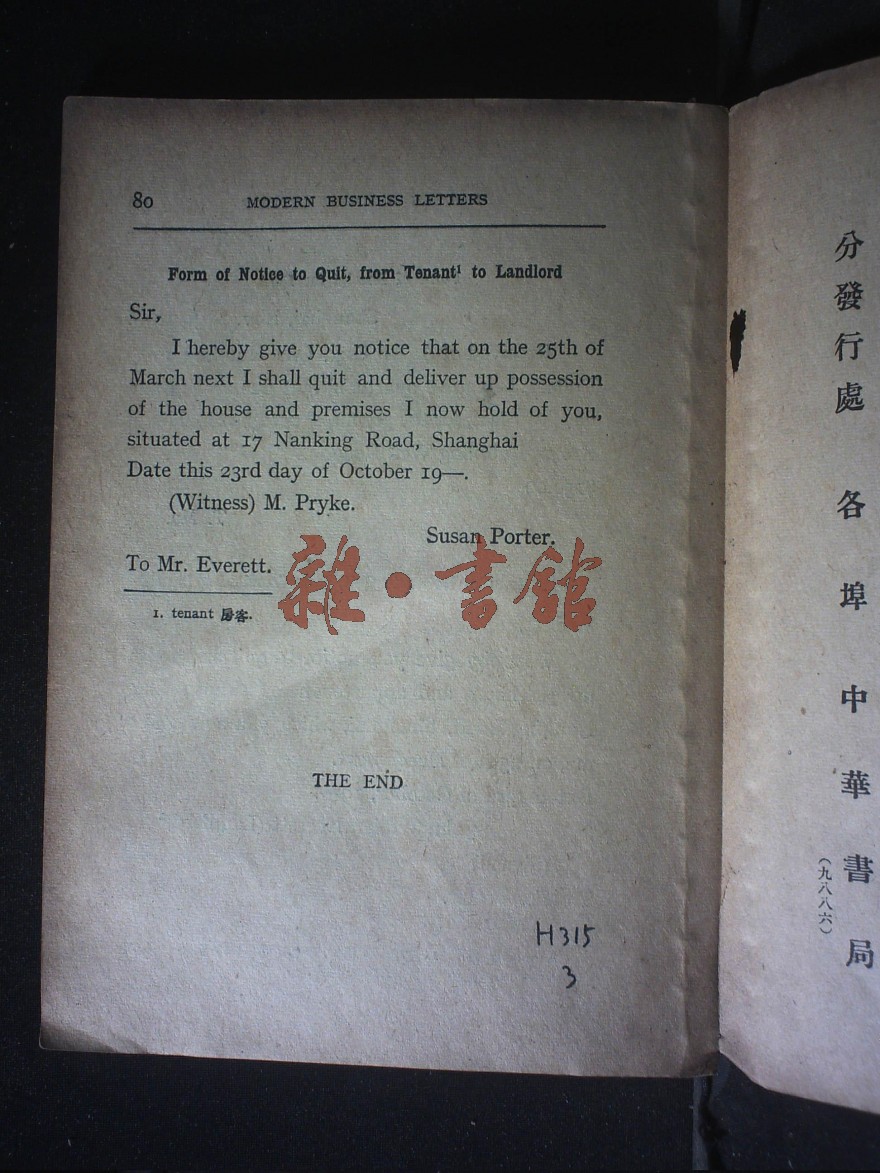 80 MODERN BUSINESS LETTERS
Form of Notice to Quit, from Tenant¹ to Landlord
Sir,
I hereby give you notice that on the 25th of
March next I shall quit and deliver up possession
of the house and premises I now hold of you,
situated at 17 Nanking Road, Shanghai
Date this 23rd day of October 19—.
(Witness) M. Pryke.
Susan Porter.
To Mr. Everett.
1. tenant 房客.
雜·書館
THE END
H315
3
分發行處 各埠中華書局
(九八八六)